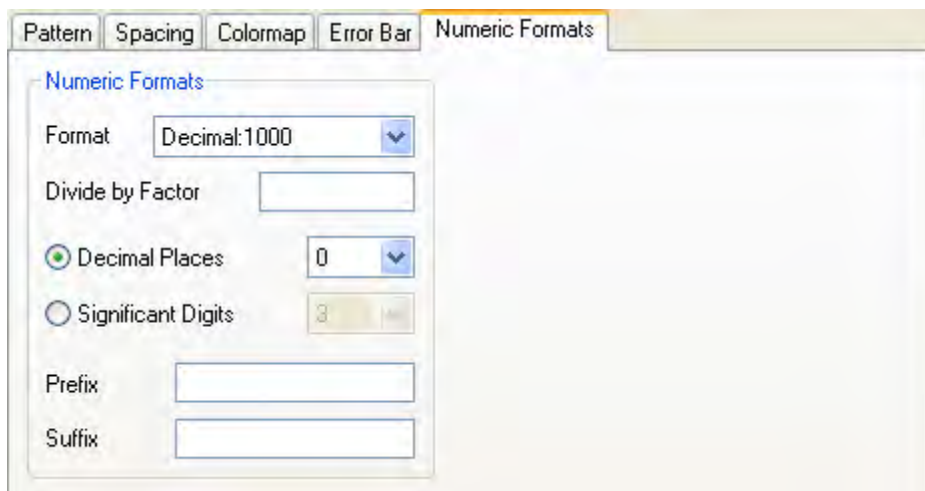 Pattern Spacing Colormap Error Bar Numeric Formats
Numeric Formats
Format Decimal:1000
Divide by Factor
Decimal Places 0
Significant Digits 3
Prefix
Suffix